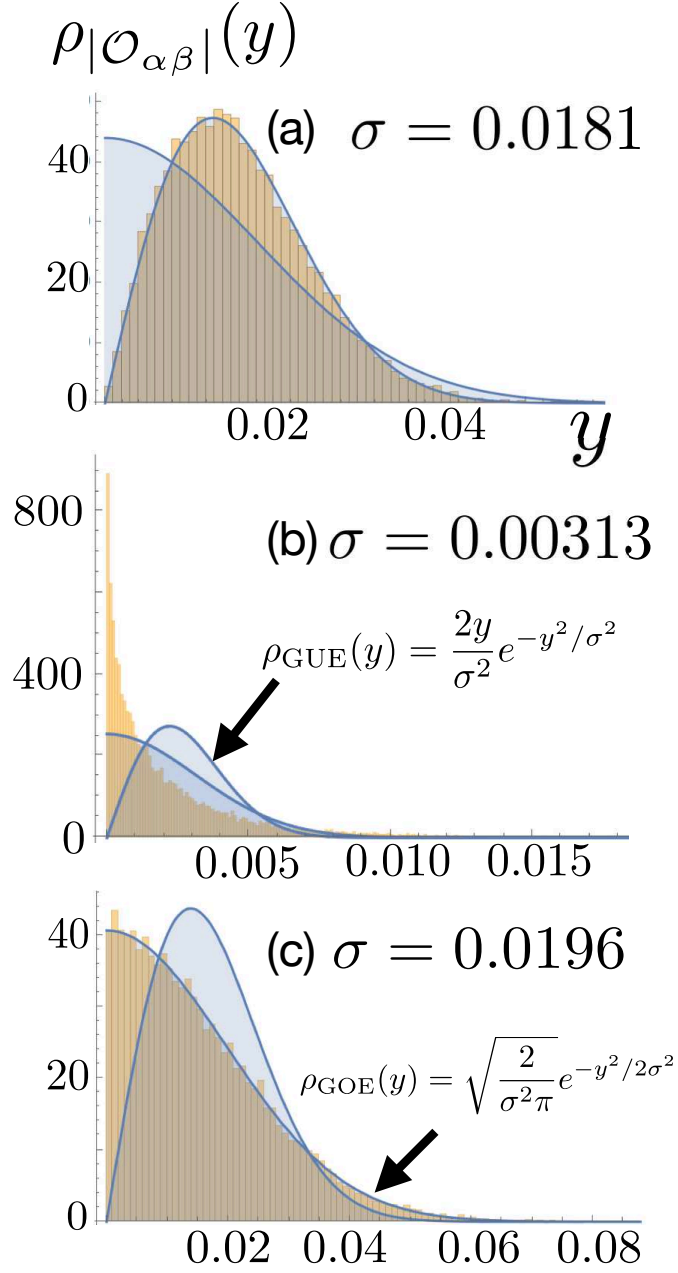 ρ|𝒪αβ|(y)
(a) σ = 0.0181
40
20
0
0.02 0.04 y
(b) σ = 0.00313
800
ρGUE(y) = 2y/σ² e^{-y²/σ²}
400
0
0.005 0.010 0.015
(c) σ = 0.0196
40
ρGOE(y) = √(2/σ²π) e^{-y²/2σ²}
20
0
0.02 0.04 0.06 0.08